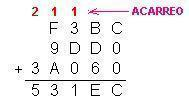 2 1 1 ACARREO
F 3 B C
9 D D 0
+ 3 A 0 6 0
5 3 1 E C